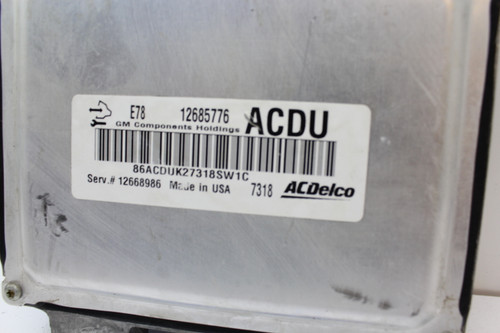 E78 12685776 ACDU
GM Components Holdings
86ACDUK27318SW1C
Serv.# 12668986 Made in USA 7318 ACDelco